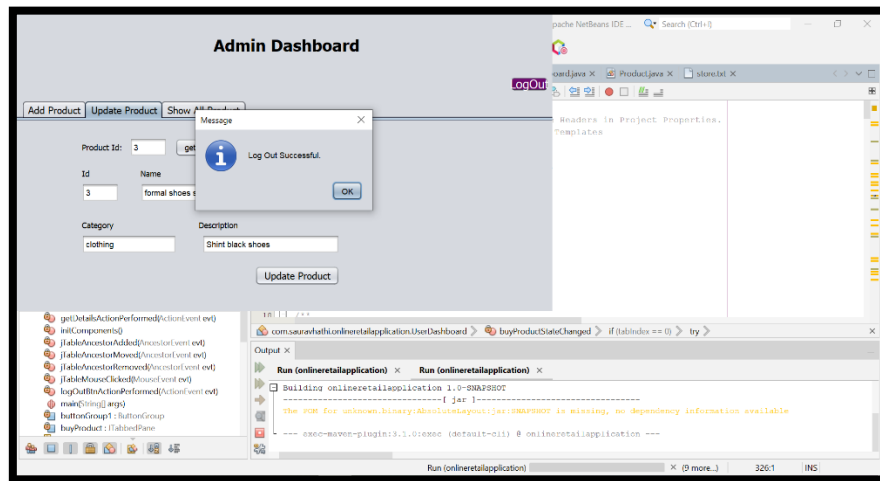 Admin Dashboard
LogOut
Add Product Update Product Show All Product
Message
Log Out Successful.
OK
Product Id: 3 get
Id Name
3 formal shoes s
Category Description
clothing Shint black shoes
Update Product
pache NetBeans IDE ... Search (Ctrl+I)
oard.java Product.java store.txt
Headers in Project Properties.
Templates
10 /**
getDetailsActionPerformed(ActionEvent evt)
initComponents()
jTableAncestorAdded(AncestorEvent evt)
jTableAncestorMoved(AncestorEvent evt)
jTableAncestorRemoved(AncestorEvent evt)
jTableMouseClicked(MouseEvent evt)
logOutBtnActionPerformed(ActionEvent evt)
main(String[] args)
buttonGroup1 : ButtonGroup
buyProduct : JTabbedPane
com.sauravhathi.onlineretailapplication.UserDashboard buyProductStateChanged if (tabIndex == 0) try
Output
Run (onlineretailapplication) Run (onlineretailapplication)
Building onlineretailapplication 1.0-SNAPSHOT
--------------------------------[ jar ]---------------------------------
The POM for unknown.binary:AbsoluteLayout:jar:SNAPSHOT is missing, no dependency information available
--- exec-maven-plugin:3.1.0:exec (default-cli) @ onlineretailapplication ---
Run (onlineretailapplication) (9 more...) 326:1 INS